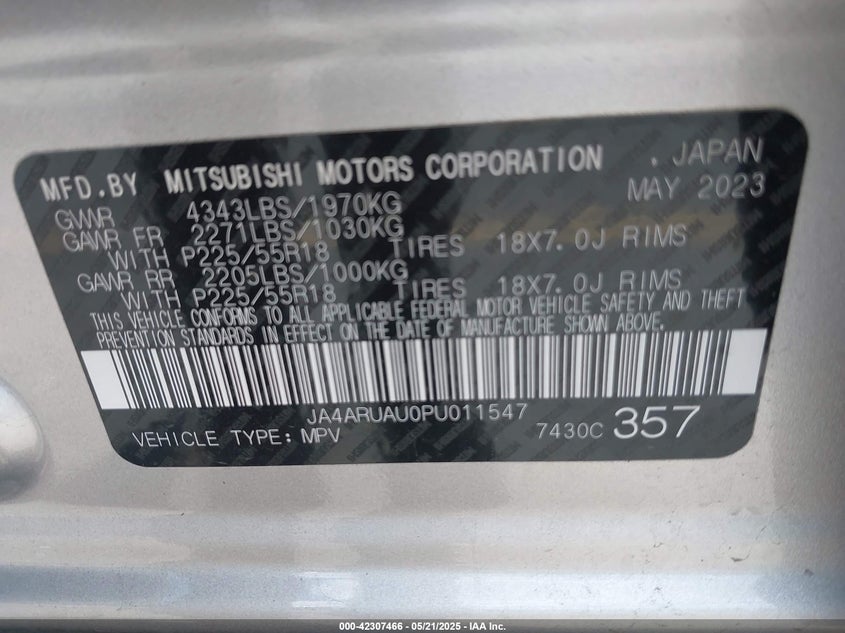 MFD.BY MITSUBISHI MOTORS CORPORATION . JAPAN
MAY 2023
GVWR 4343LBS/1970KG
GAWR FR 2271LBS/1030KG
WITH P225/55R18 TIRES 18X7.0J RIMS
GAWR RR 2205LBS/1000KG
WITH P225/55R18 TIRES 18X7.0J RIMS
THIS VEHICLE CONFORMS TO ALL APPLICABLE FEDERAL MOTOR VEHICLE SAFETY AND THEFT
PREVENTION STANDARDS IN EFFECT ON THE DATE OF MANUFACTURE SHOWN ABOVE.
JA4ARUAU0PU011547
VEHICLE TYPE: MPV 7430C 357
000-42307466 - 05/21/2025 - IAA Inc.